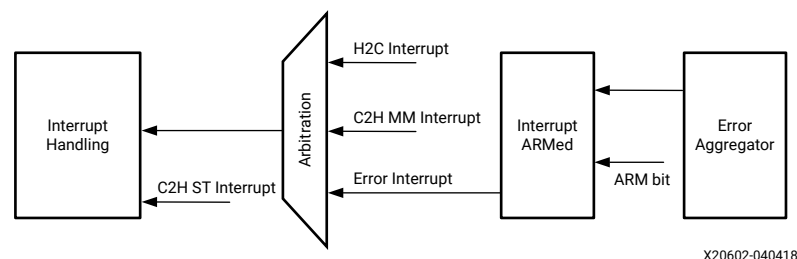 H2C Interrupt
Interrupt
Handling
Arbitration
C2H MM Interrupt
Interrupt
ARMed
Error
Aggregator
C2H ST Interrupt
Error Interrupt
ARM bit
X20602-040418